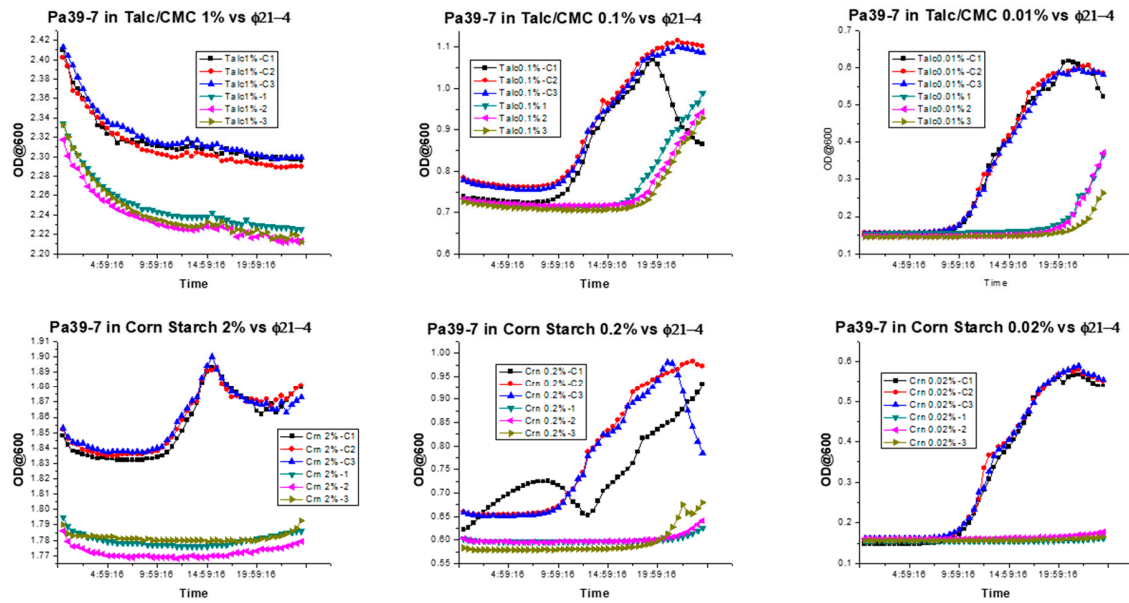 Pa39-7 in Talc/CMC 1% vs ϕ21–4
2.42
2.40
2.38
2.36
2.34
2.32
2.30
2.28
2.26
2.24
2.22
2.20
OD@600
Talc1%-C1
Talc1%-C2
Talc1%-C3
Talc1%-1
Talc1%-2
Talc1%-3
4:59:16 9:59:16 14:59:16 19:59:16
Time
Pa39-7 in Talc/CMC 0.1% vs ϕ21–4
1.1
1.0
0.9
0.8
0.7
0.6
OD@600
Talc0.1%-C1
Talc0.1%-C2
Talc0.1%-C3
Talc0.1%1
Talc0.1%2
Talc0.1%3
4:59:16 9:59:16 14:59:16 19:59:16
Time
Pa39-7 in Talc/CMC 0.01% vs ϕ21–4
0.7
0.6
0.5
0.4
0.3
0.2
0.1
OD@600
Talc0.01%-C1
Talc0.01%-C2
Talc0.01%-C3
Talc0.01%1
Talc0.01%2
Talc0.01%3
4:59:16 9:59:16 14:59:16 19:59:16
Time
Pa39-7 in Corn Starch 2% vs ϕ21–4
1.91
1.90
1.89
1.88
1.87
1.86
1.85
1.84
1.83
1.80
1.79
1.78
1.77
OD@600
Crn 2%-C1
Crn 2%-C2
Crn 2%-C3
Crn 2%-1
Crn 2%-2
Crn 2%-3
4:59:16 9:59:16 14:59:16 19:59:16
Time
Pa39-7 in Corn Starch 0.2% vs ϕ21–4
1.00
0.95
0.90
0.85
0.80
0.75
0.70
0.65
0.60
0.55
OD@600
Crn 0.2%-C1
Crn 0.2%-C2
Crn 0.2%-C3
Crn 0.2%-1
Crn 0.2%-2
Crn 0.2%-3
4:59:16 9:59:16 14:59:16 19:59:16
Time
Pa39-7 in Corn Starch 0.02% vs ϕ21–4
0.6
0.5
0.4
0.3
0.2
0.1
OD@600
Crn 0.02%-C1
Crn 0.02%-C2
Crn 0.02%-C3
Crn 0.02%-1
Crn 0.02%-2
Crn 0.02%-3
4:59:16 9:59:16 14:59:16 19:59:16
Time